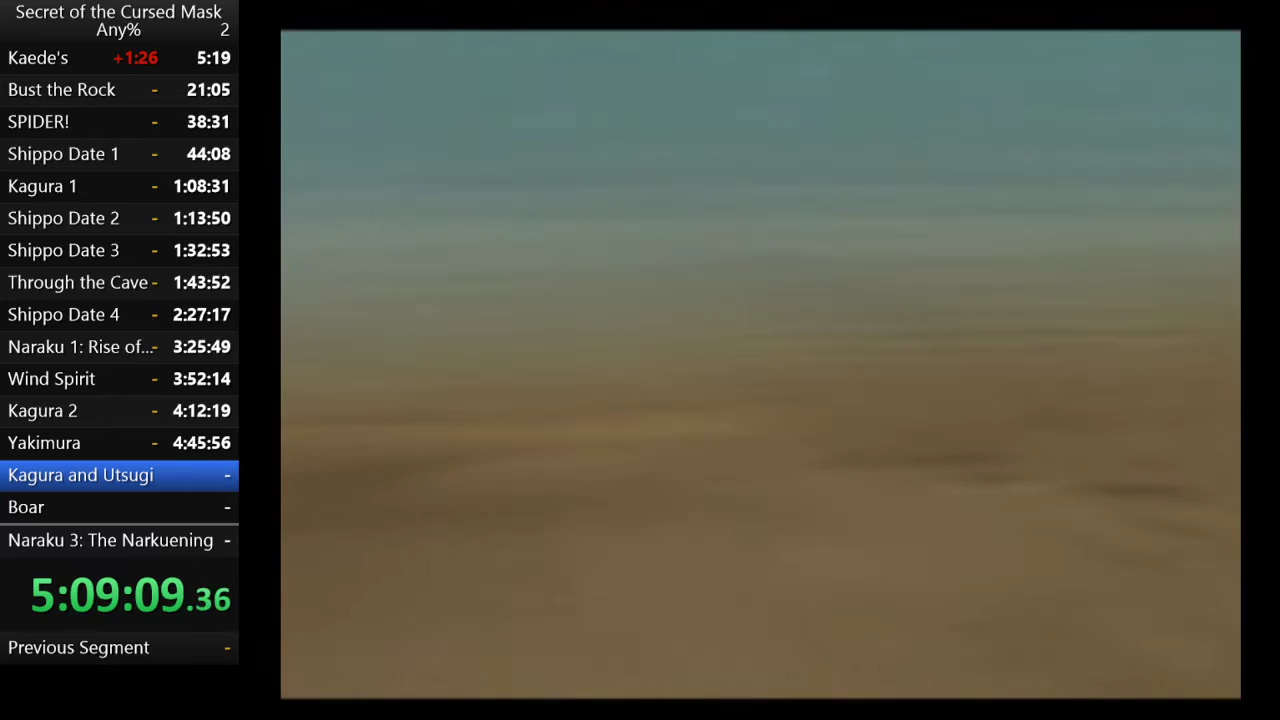 Secret of the Cursed Mask
Any% 2
Kaede's +1:26 5:19
Bust the Rock - 21:05
SPIDER! - 38:31
Shippo Date 1 - 44:08
Kagura 1 - 1:08:31
Shippo Date 2 - 1:13:50
Shippo Date 3 - 1:32:53
Through the Cave - 1:43:52
Shippo Date 4 - 2:27:17
Naraku 1: Rise of... - 3:25:49
Wind Spirit - 3:52:14
Kagura 2 - 4:12:19
Yakimura - 4:45:56
Kagura and Utsugi -
Boar -
Naraku 3: The Narkuening -
5:09:09.36
Previous Segment -